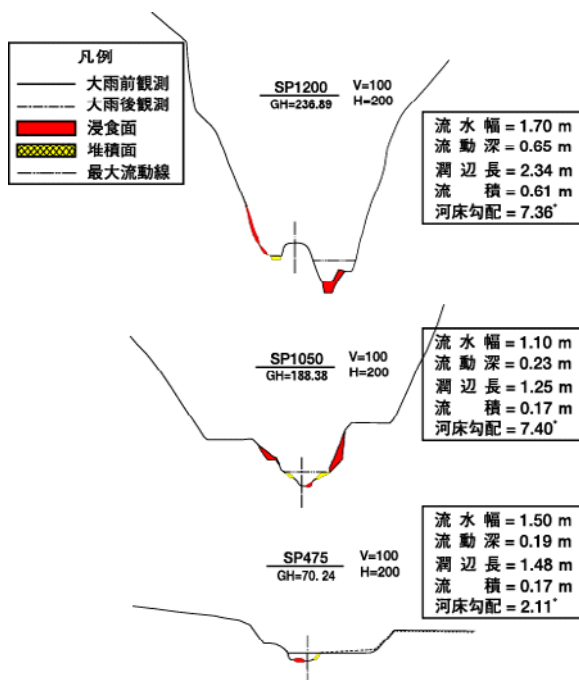 凡例
大雨前観測
大雨後観測
浸食面
堆積面
最大流動線
SP1200
GH=236.89
V=100
H=200
流水幅 = 1.70 m
流動深 = 0.65 m
潤辺長 = 2.34 m
流積 = 0.61 m
河床勾配 = 7.36°
SP1050
GH=188.38
V=100
H=200
流水幅 = 1.10 m
流動深 = 0.23 m
潤辺長 = 1.25 m
流積 = 0.17 m
河床勾配 = 7.40°
SP475
GH=70.24
V=100
H=200
流水幅 = 1.50 m
流動深 = 0.19 m
潤辺長 = 1.48 m
流積 = 0.17 m
河床勾配 = 2.11°